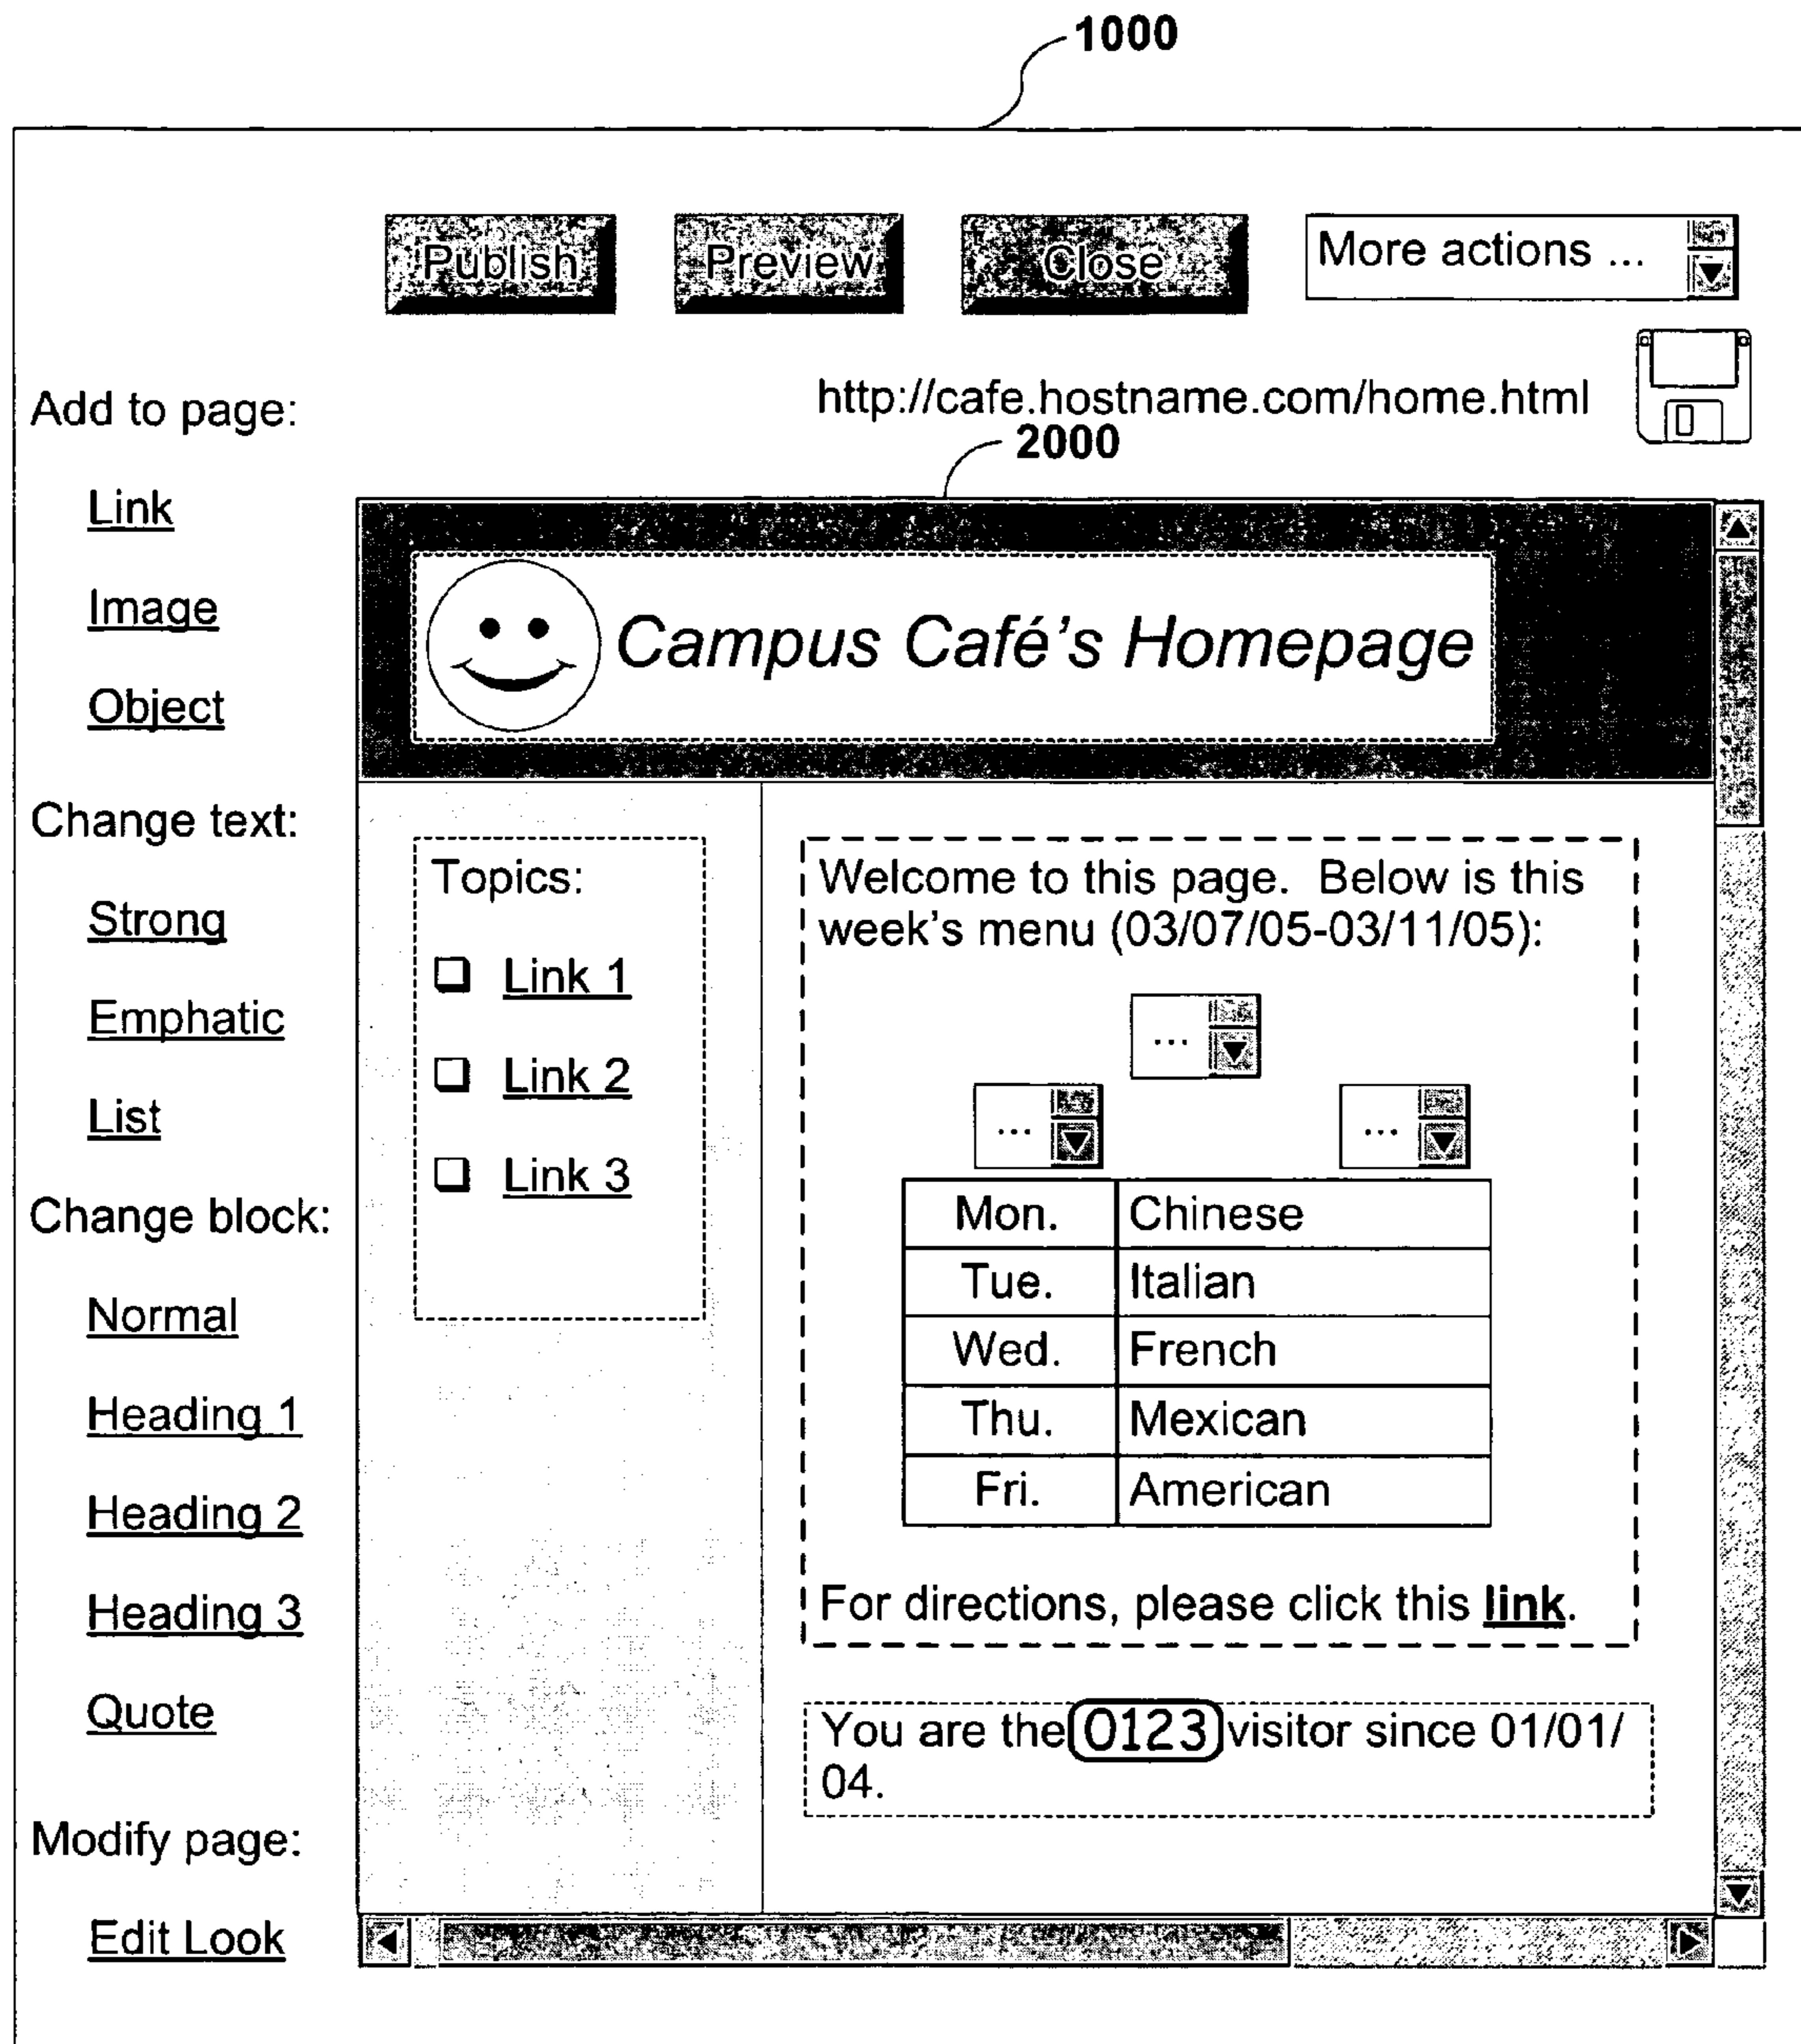 1000
Publish
Preview
Close
More actions ...
http://cafe.hostname.com/home.html
2000
Add to page:
Link
Image
Object
Change text:
Strong
Emphatic
List
Change block:
Normal
Heading 1
Heading 2
Heading 3
Quote
Modify page:
Edit Look
Campus Café's Homepage
Topics:
Link 1
Link 2
Link 3
Welcome to this page. Below is this
week's menu (03/07/05-03/11/05):
...
... ...
Mon. Chinese
Tue. Italian
Wed. French
Thu. Mexican
Fri. American
For directions, please click this link.
You are the 0123 visitor since 01/01/
04.